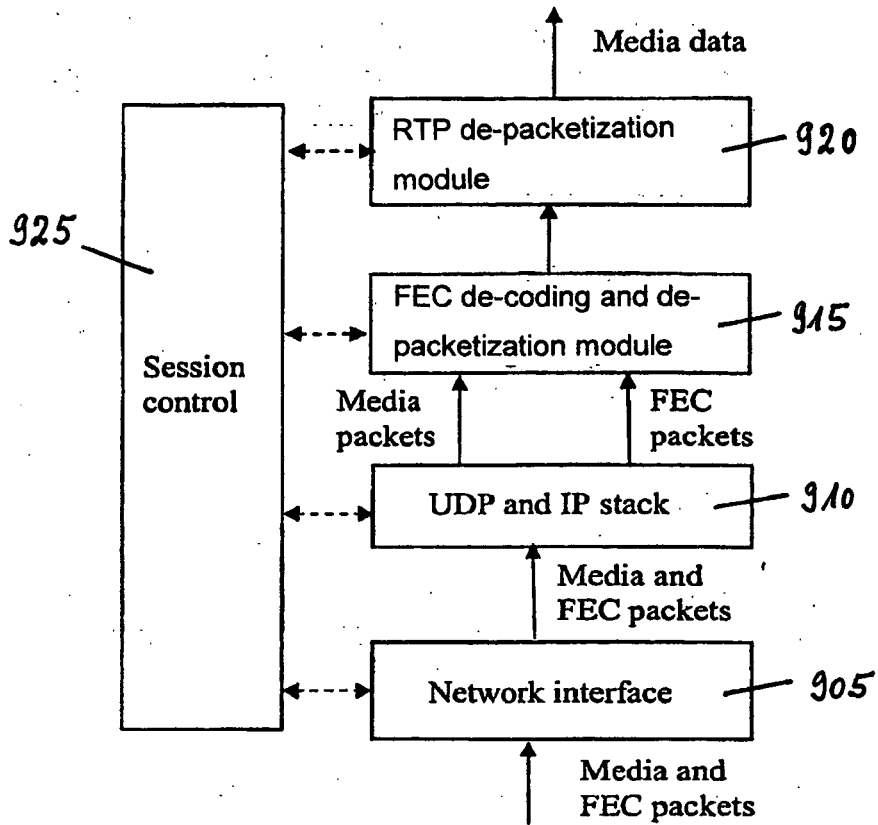 Media data
RTP de-packetization
module
920
925
FEC de-coding and de-
packetization module
915
Session
control
Media
packets
FEC
packets
UDP and IP stack
910
Media and
FEC packets
Network interface
905
Media and
FEC packets